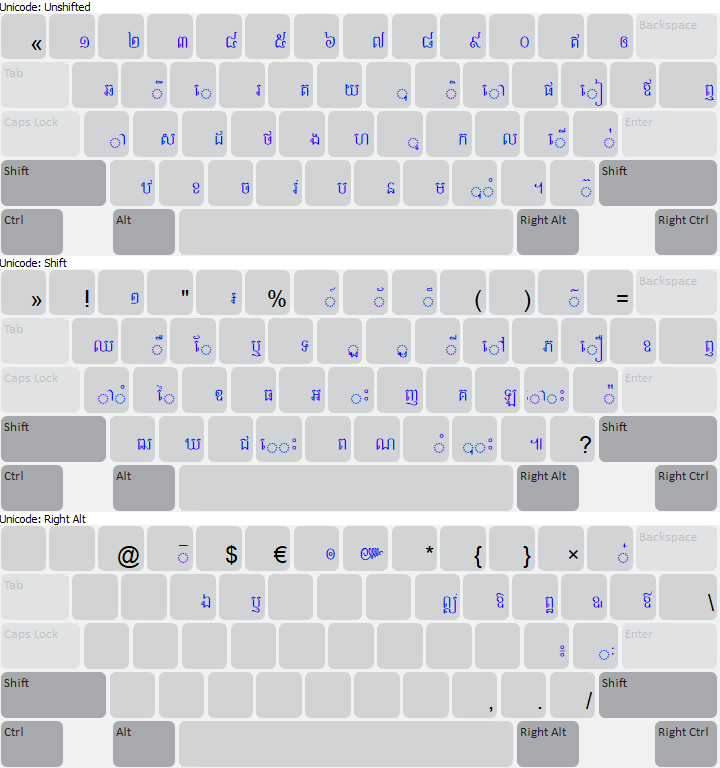 Unicode: Unshifted
« ១ ២ ៣ ៤ ៥ ៦ ៧ ៨ ៩ ០ ឥ ឲ Backspace
Tab ឆ ◌ឹ ◌េ រ ត យ ◌ុ ◌ិ ◌ោ ផ ◌ៀ ឪ ឮ
Caps Lock ◌ា ស ដ ថ ង ហ ◌្ ក ល ◌ើ ◌់ Enter
Shift ឋ ខ ច វ ប ន ម ◌ុំ ។ ◌៊ Shift
Ctrl Alt Right Alt Right Ctrl
Unicode: Shift
» ! ៗ " ៛ % ◌៍ ◌័ ◌៏ ( ) ◌៌ = Backspace
Tab ឈ ◌ឺ ◌ែ ឬ ទ ◌ួ ◌ូ ◌ី ◌ៅ ភ ◌ឿ ឧ ឭ
Caps Lock ◌ាំ ◌ៃ ឌ ធ អ ◌ះ ញ គ ឡ ◌ោះ ◌៉ Enter
Shift ឍ ឃ ជ ◌េះ ព ណ ◌ំ ◌ុះ ៕ ? Shift
Ctrl Alt Right Alt Right Ctrl
Unicode: Right Alt
@ ◌៑ $ € ៙ ៚ * { } × ◌៎ Backspace
Tab ឯ ឫ ឦ ឱ ឰ ឩ ឳ \
Caps Lock ៖ ◌ៈ Enter
Shift , . / Shift
Ctrl Alt Right Alt Right Ctrl